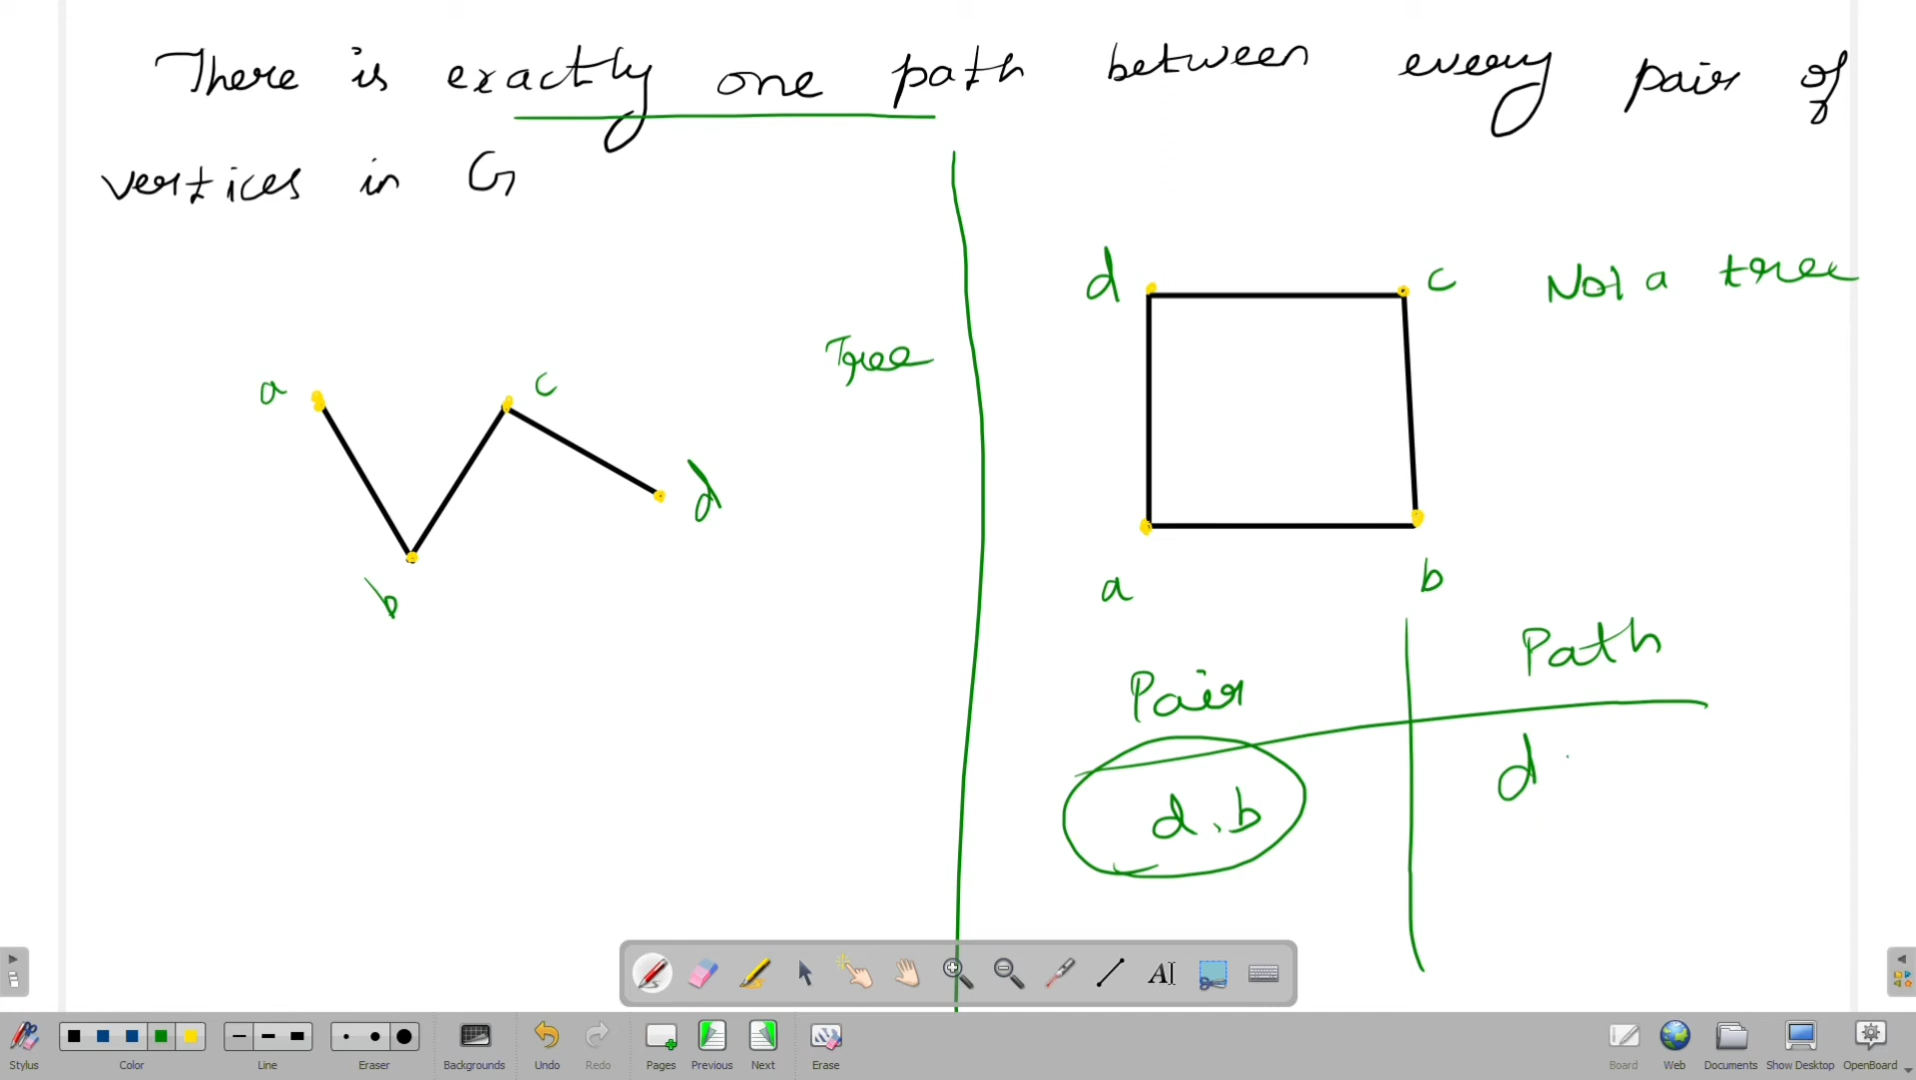 There is exactly one path between every pair of
vertices in G
Tree
a
c
d
b
d
c
Not a tree
a
b
Pair
Path
d, b
d
AI
Stylus
Color
Line
Eraser
Backgrounds
Undo
Redo
Pages
Previous
Next
Erase
Board
Web
Documents
Show Desktop
OpenBoard